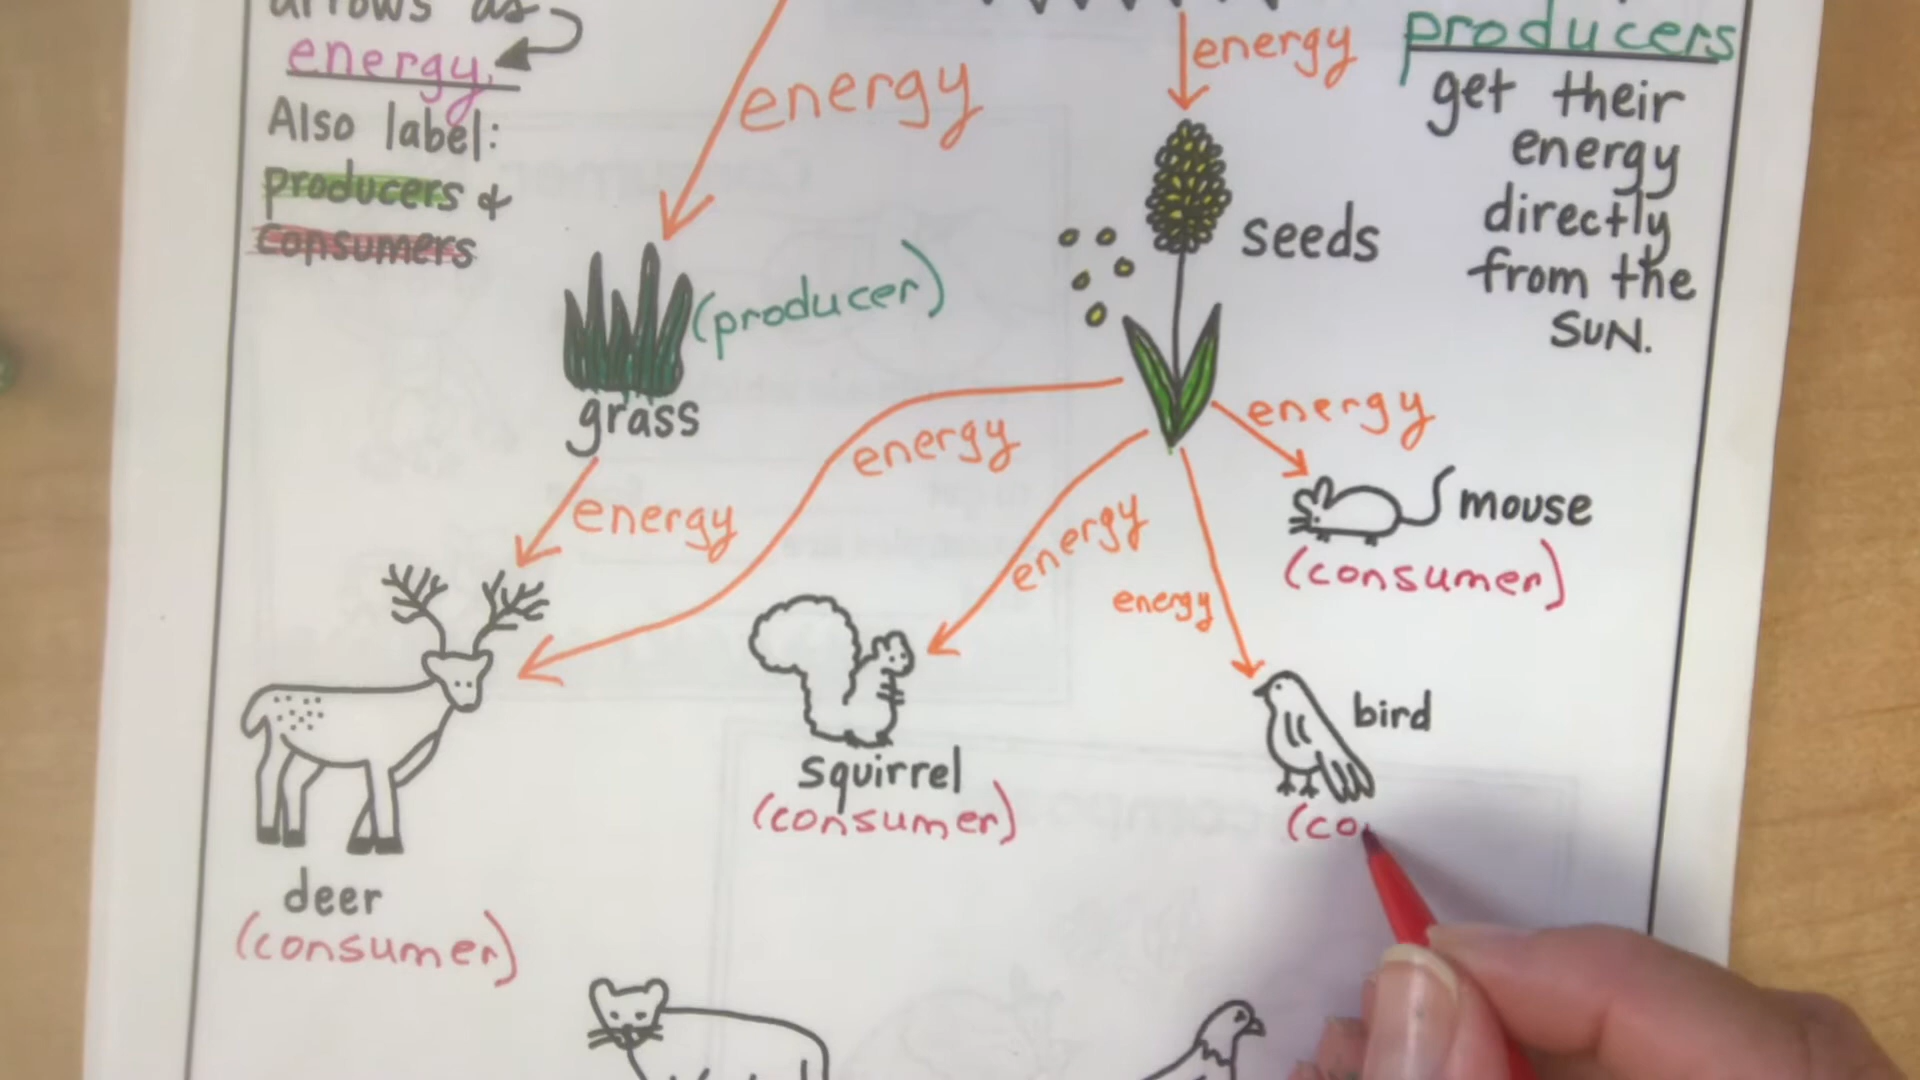 arrows as
energy.
Also label:
producers &
consumers
energy
energy
producers
get their
energy
directly
from the
SUN.
seeds
(producer)
grass
energy
energy
energy
energy
energy
mouse
(consumer)
bird
(co
squirrel
(consumer)
deer
(consumer)